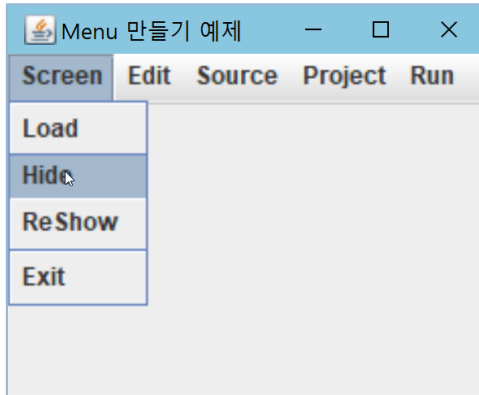 Menu 만들기 예제
Screen Edit Source Project Run
Load
Hide
ReShow
Exit